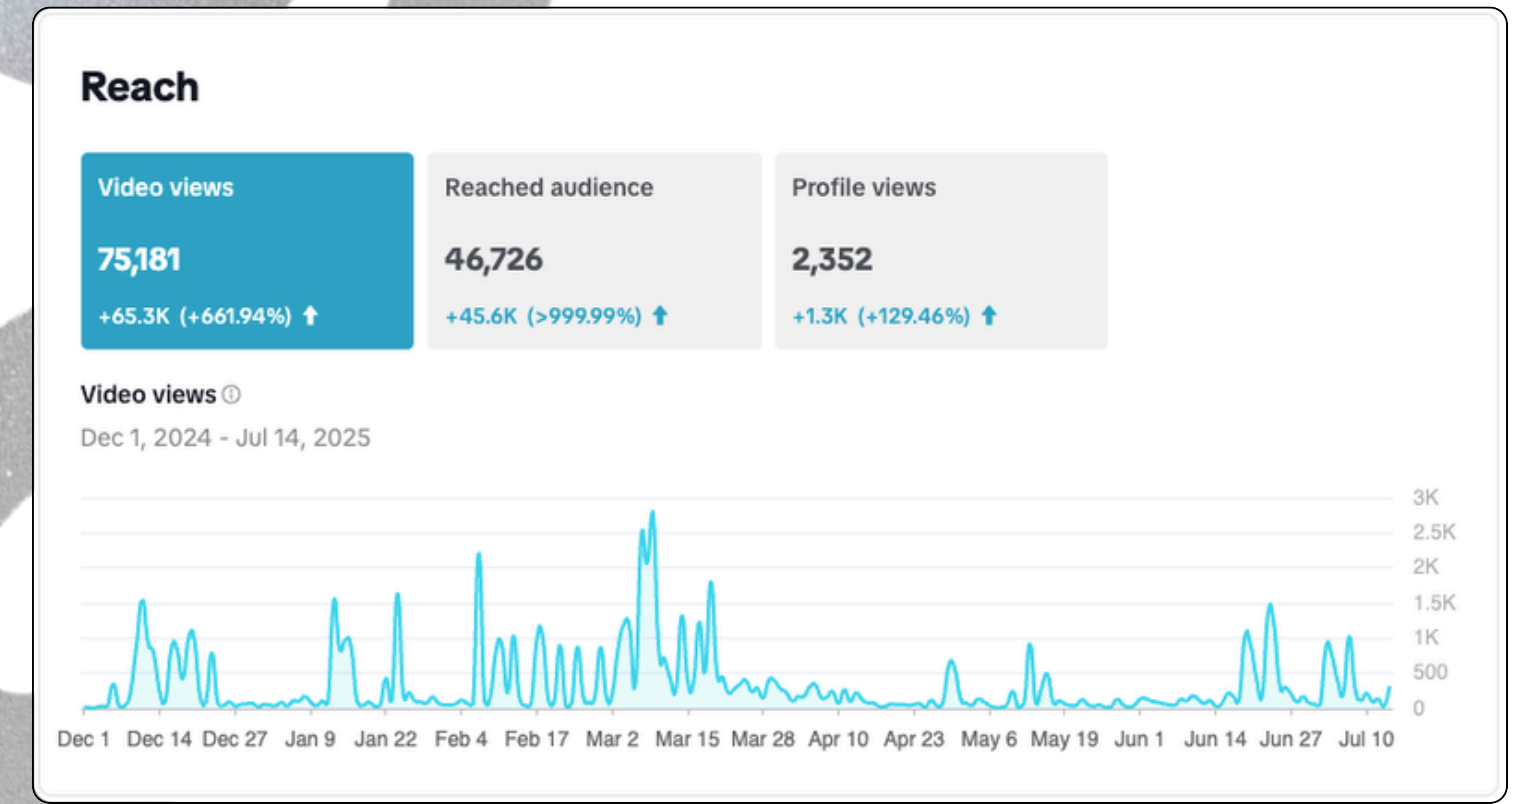 Reach
Video views
75,181
+65.3K (+661.94%)
Reached audience
46,726
+45.6K (>999.99%)
Profile views
2,352
+1.3K (+129.46%)
Video views
Dec 1, 2024 - Jul 14, 2025
3K
2.5K
2K
1.5K
1K
500
0
Dec 1 Dec 14 Dec 27 Jan 9 Jan 22 Feb 4 Feb 17 Mar 2 Mar 15 Mar 28 Apr 10 Apr 23 May 6 May 19 Jun 1 Jun 14 Jun 27 Jul 10